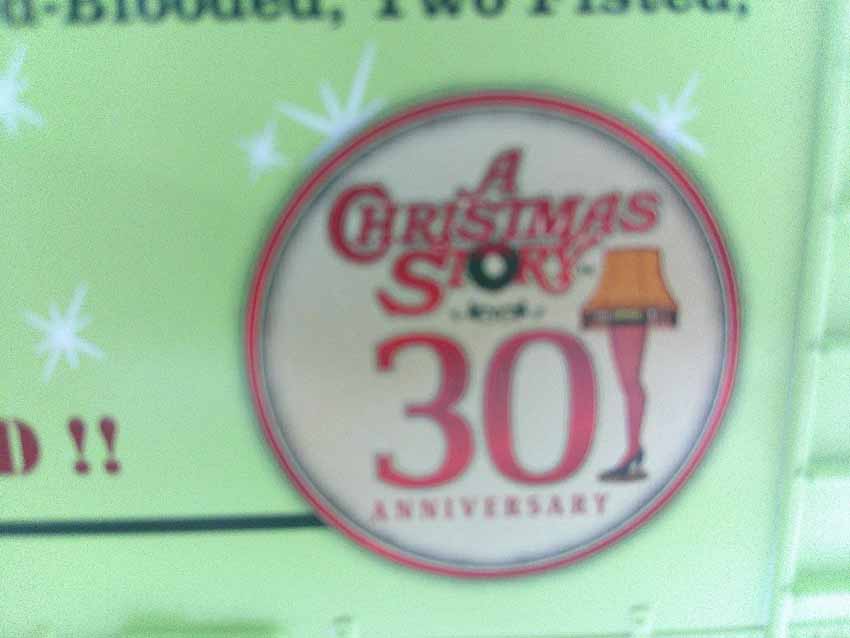 d-Blooded, Two Fisted,
A
CHRISTMAS
STORY
30
ANNIVERSARY
D !!